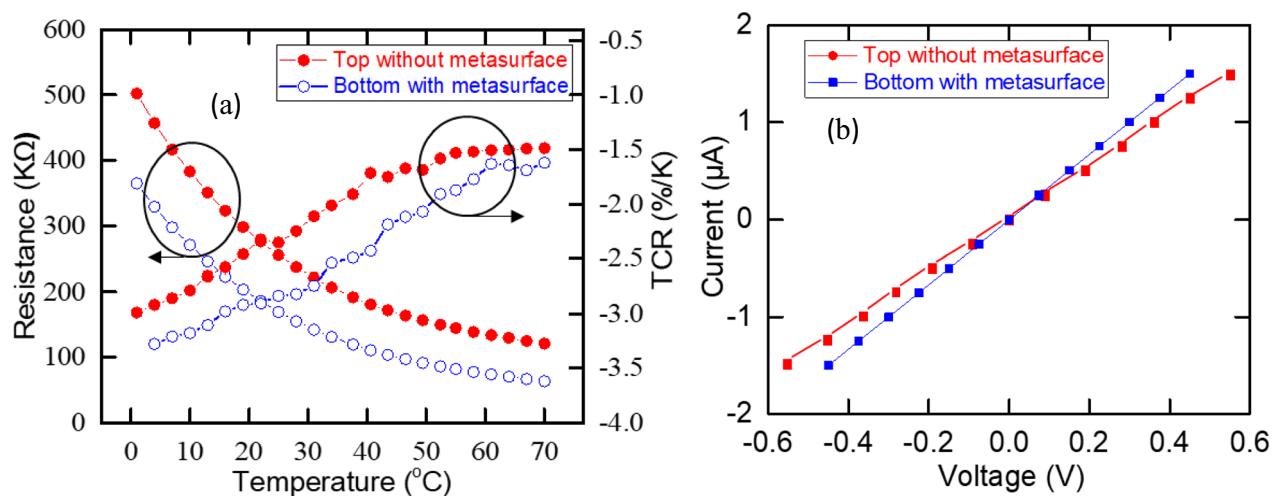 600
500
400
300
200
100
0
Resistance (KΩ)
0 10 20 30 40 50 60 70
Temperature (°C)
-0.5
-1.0
-1.5
-2.0
-2.5
-3.0
-3.5
-4.0
TCR (%/K)
Top without metasurface
Bottom with metasurface
(a)
2
1
0
-1
-2
Current (µA)
-0.6 -0.4 -0.2 0.0 0.2 0.4 0.6
Voltage (V)
Top without metasurface
Bottom with metasurface
(b)